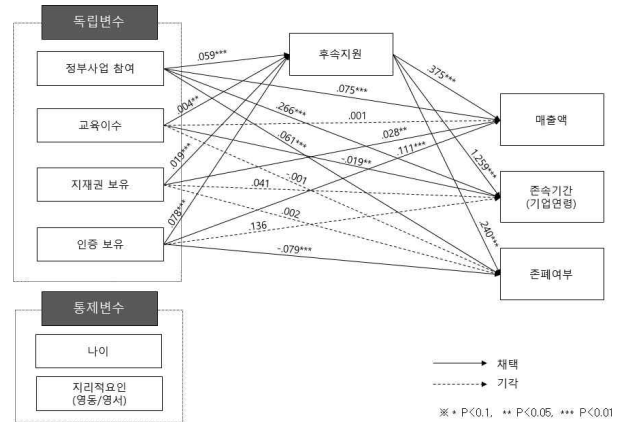 독립변수
정부사업 참여
교육이수
지재권 보유
인증 보유
후속지원
매출액
존속기간
(기업연령)
존폐여부
.059***
.004**
.019***
.078***
.075***
.266***
.061***
.001
-.019**
.001
.028**
.041
.002
.111***
.136
-.079***
.375***
1.259***
.240***
통제변수
나이
지리적요인
(영동/영서)
채택
기각
※ * P<0.1, ** P<0.05, *** P<0.01